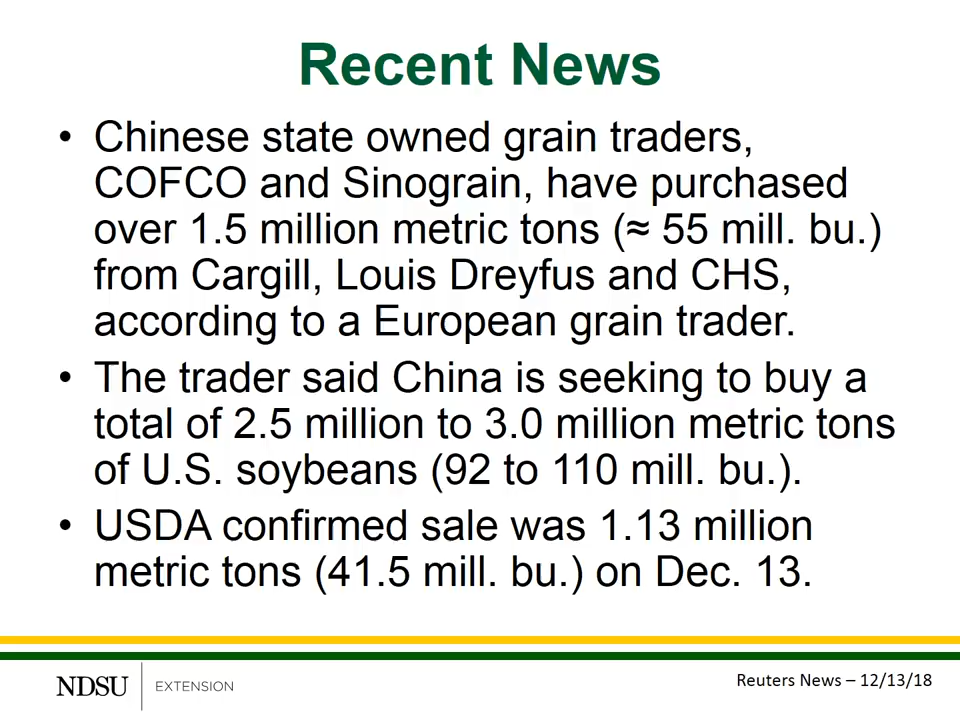 Recent News
• Chinese state owned grain traders,
COFCO and Sinograin, have purchased
over 1.5 million metric tons (≈ 55 mill. bu.)
from Cargill, Louis Dreyfus and CHS,
according to a European grain trader.
• The trader said China is seeking to buy a
total of 2.5 million to 3.0 million metric tons
of U.S. soybeans (92 to 110 mill. bu.).
• USDA confirmed sale was 1.13 million
metric tons (41.5 mill. bu.) on Dec. 13.
NDSU EXTENSION
Reuters News – 12/13/18